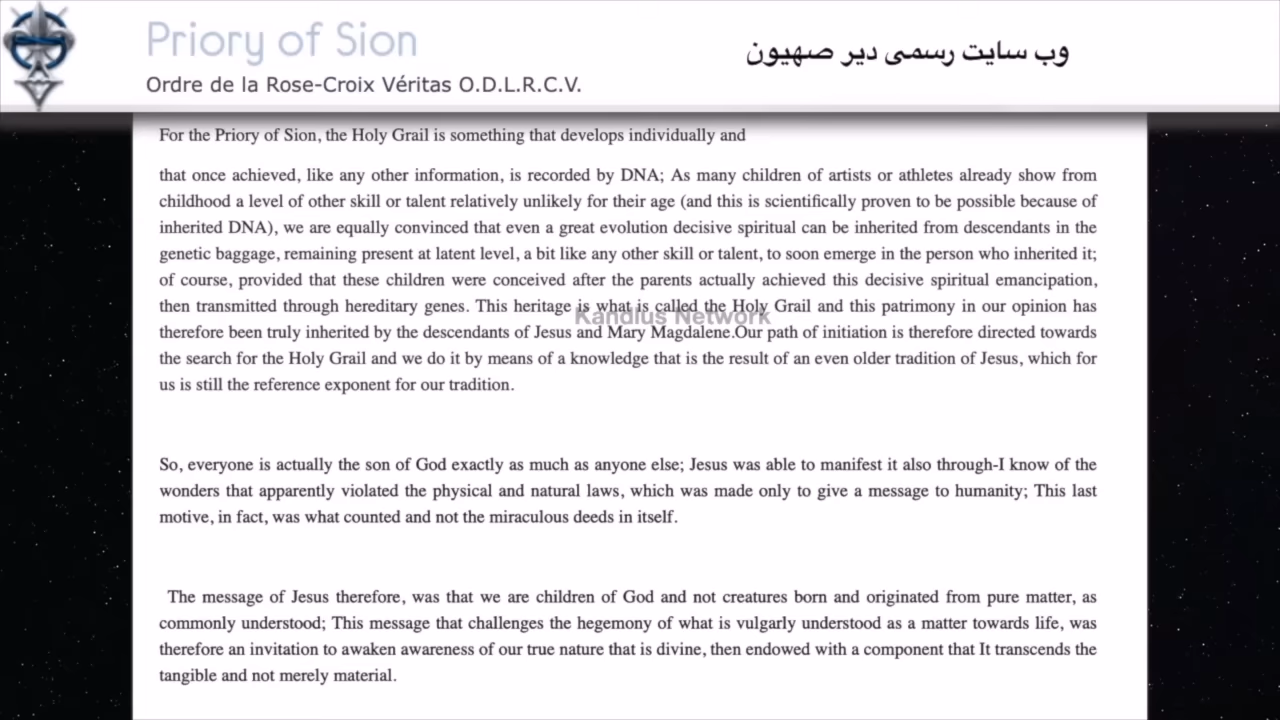 Priory of Sion
وب سایت رسمی دیر صهیون
Ordre de la Rose-Croix Véritas O.D.L.R.C.V.
For the Priory of Sion, the Holy Grail is something that develops individually and
that once achieved, like any other information, is recorded by DNA; As many children of artists or athletes already show from
childhood a level of other skill or talent relatively unlikely for their age (and this is scientifically proven to be possible because of
inherited DNA), we are equally convinced that even a great evolution decisive spiritual can be inherited from descendants in the
genetic baggage, remaining present at latent level, a bit like any other skill or talent, to soon emerge in the person who inherited it;
of course, provided that these children were conceived after the parents actually achieved this decisive spiritual emancipation,
then transmitted through hereditary genes. This heritage is what is called the Holy Grail and this patrimony in our opinion has
Kandius Network
therefore been truly inherited by the descendants of Jesus and Mary Magdalene.Our path of initiation is therefore directed towards
the search for the Holy Grail and we do it by means of a knowledge that is the result of an even older tradition of Jesus, which for
us is still the reference exponent for our tradition.
So, everyone is actually the son of God exactly as much as anyone else; Jesus was able to manifest it also through-I know of the
wonders that apparently violated the physical and natural laws, which was made only to give a message to humanity; This last
motive, in fact, was what counted and not the miraculous deeds in itself.
The message of Jesus therefore, was that we are children of God and not creatures born and originated from pure matter, as
commonly understood; This message that challenges the hegemony of what is vulgarly understood as a matter towards life, was
therefore an invitation to awaken awareness of our true nature that is divine, then endowed with a component that It transcends the
tangible and not merely material.